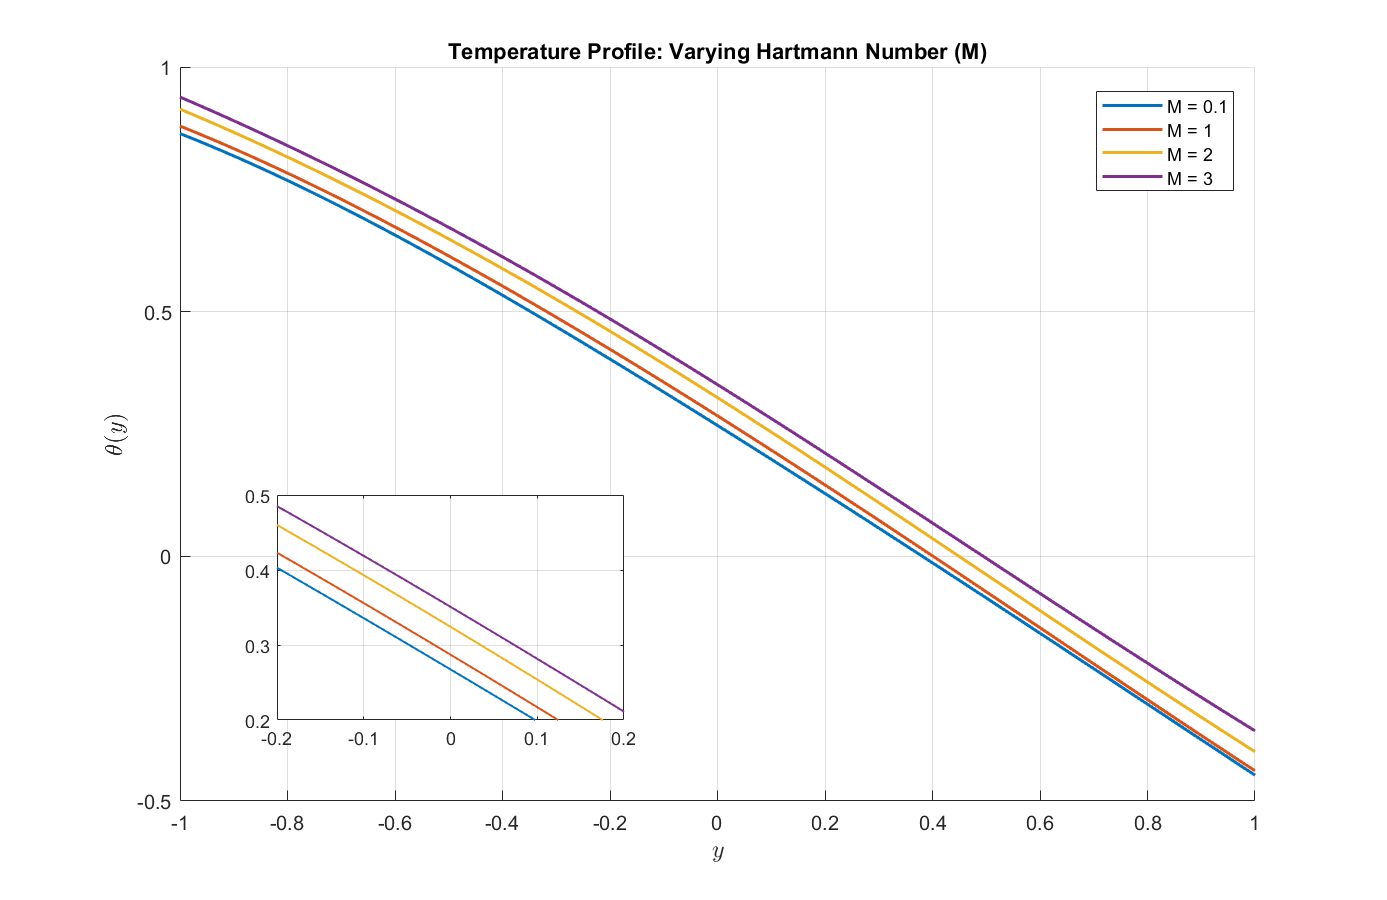 Temperature Profile: Varying Hartmann Number (M)
1
0.5
0
-0.5
θ(y)
M = 0.1
M = 1
M = 2
M = 3
0.5
0.4
0.3
0.2
-0.2 -0.1 0 0.1 0.2
-1 -0.8 -0.6 -0.4 -0.2 0 0.2 0.4 0.6 0.8 1
y